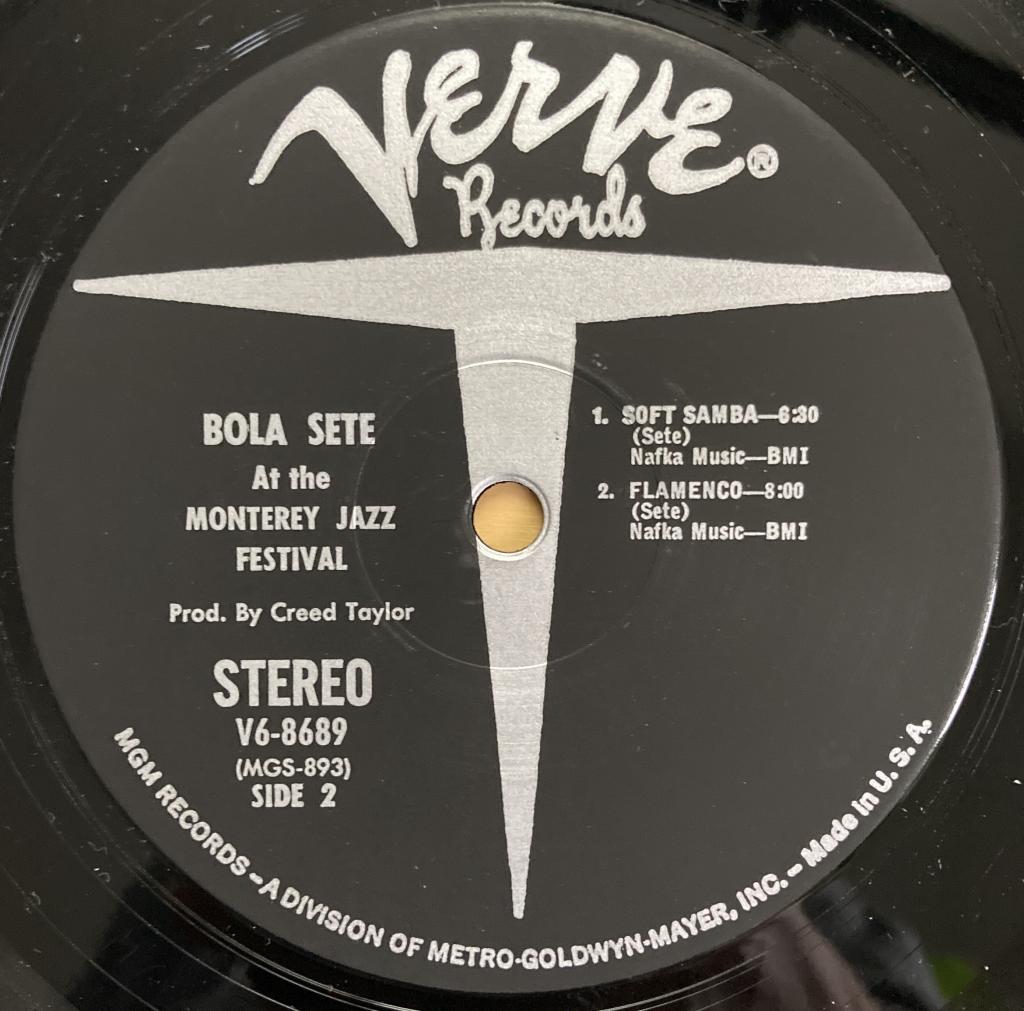 Verve®
Records
BOLA SETE
At the
MONTEREY JAZZ
FESTIVAL
Prod. By Creed Taylor
STEREO
V6-8689
(MGS-893)
SIDE 2
1. SOFT SAMBA—6:30
(Sete)
Nafka Music—BMI
2. FLAMENCO—8:00
(Sete)
Nafka Music—BMI
MGM RECORDS – A DIVISION OF METRO-GOLDWYN-MAYER, INC. – Made in U. S. A.